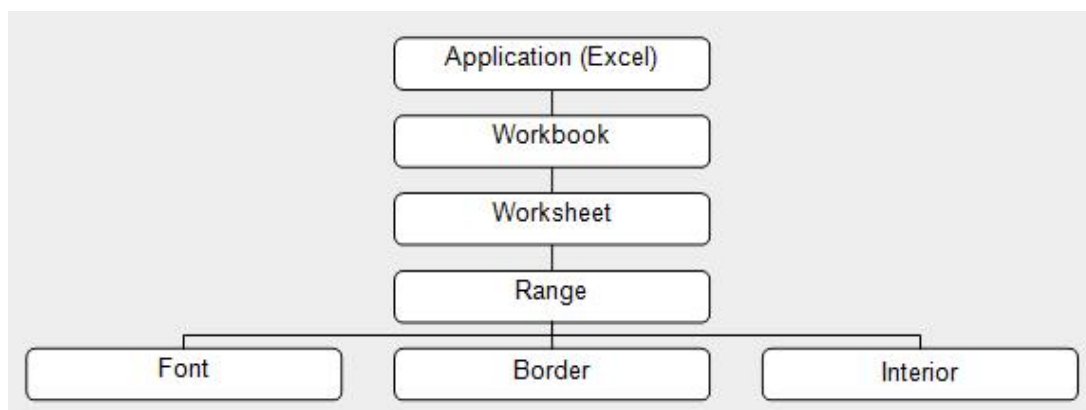 Application (Excel)
Workbook
Worksheet
Range
Font
Border
Interior